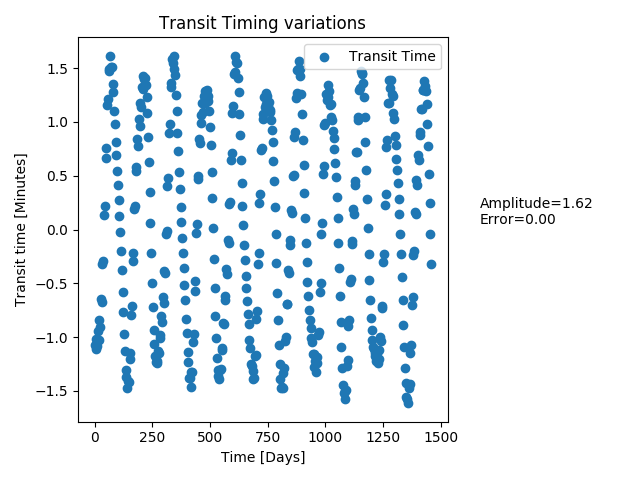 Transit Timing variations
Transit Time
1.5
1.0
0.5
0.0
−0.5
−1.0
−1.5
Transit time [Minutes]
0
250
500
750
1000
1250
1500
Time [Days]
Amplitude=1.62
Error=0.00